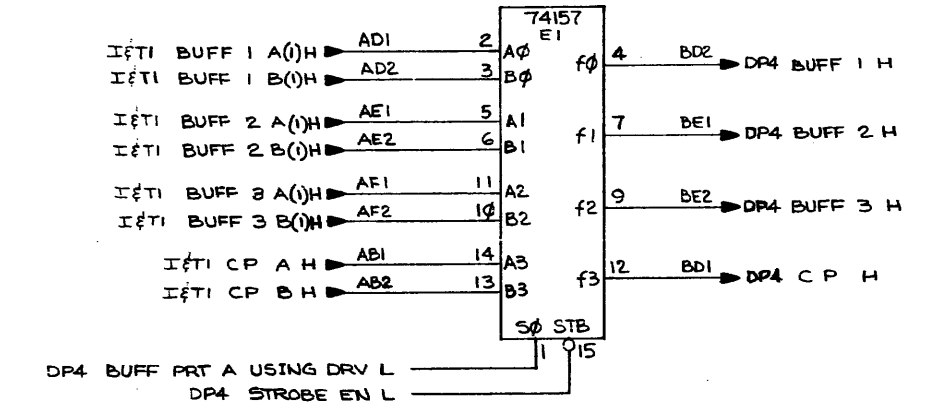 74157
E1
I&T1 BUFF 1 A(1)H AD1 2 AØ
I&T1 BUFF 1 B(1)H AD2 3 BØ
fØ 4 BD2 DP4 BUFF 1 H
I&T1 BUFF 2 A(1)H AE1 5 A1
I&T1 BUFF 2 B(1)H AE2 6 B1
f1 7 BE1 DP4 BUFF 2 H
I&T1 BUFF 3 A(1)H AF1 11 A2
I&T1 BUFF 3 B(1)H AF2 1Ø B2
f2 9 BE2 DP4 BUFF 3 H
I&T1 CP A H AB1 14 A3
I&T1 CP B H AB2 13 B3
f3 12 BD1 DP4 CP H
SØ STB
1 15
DP4 BUFF PRT A USING DRV L
DP4 STROBE EN L